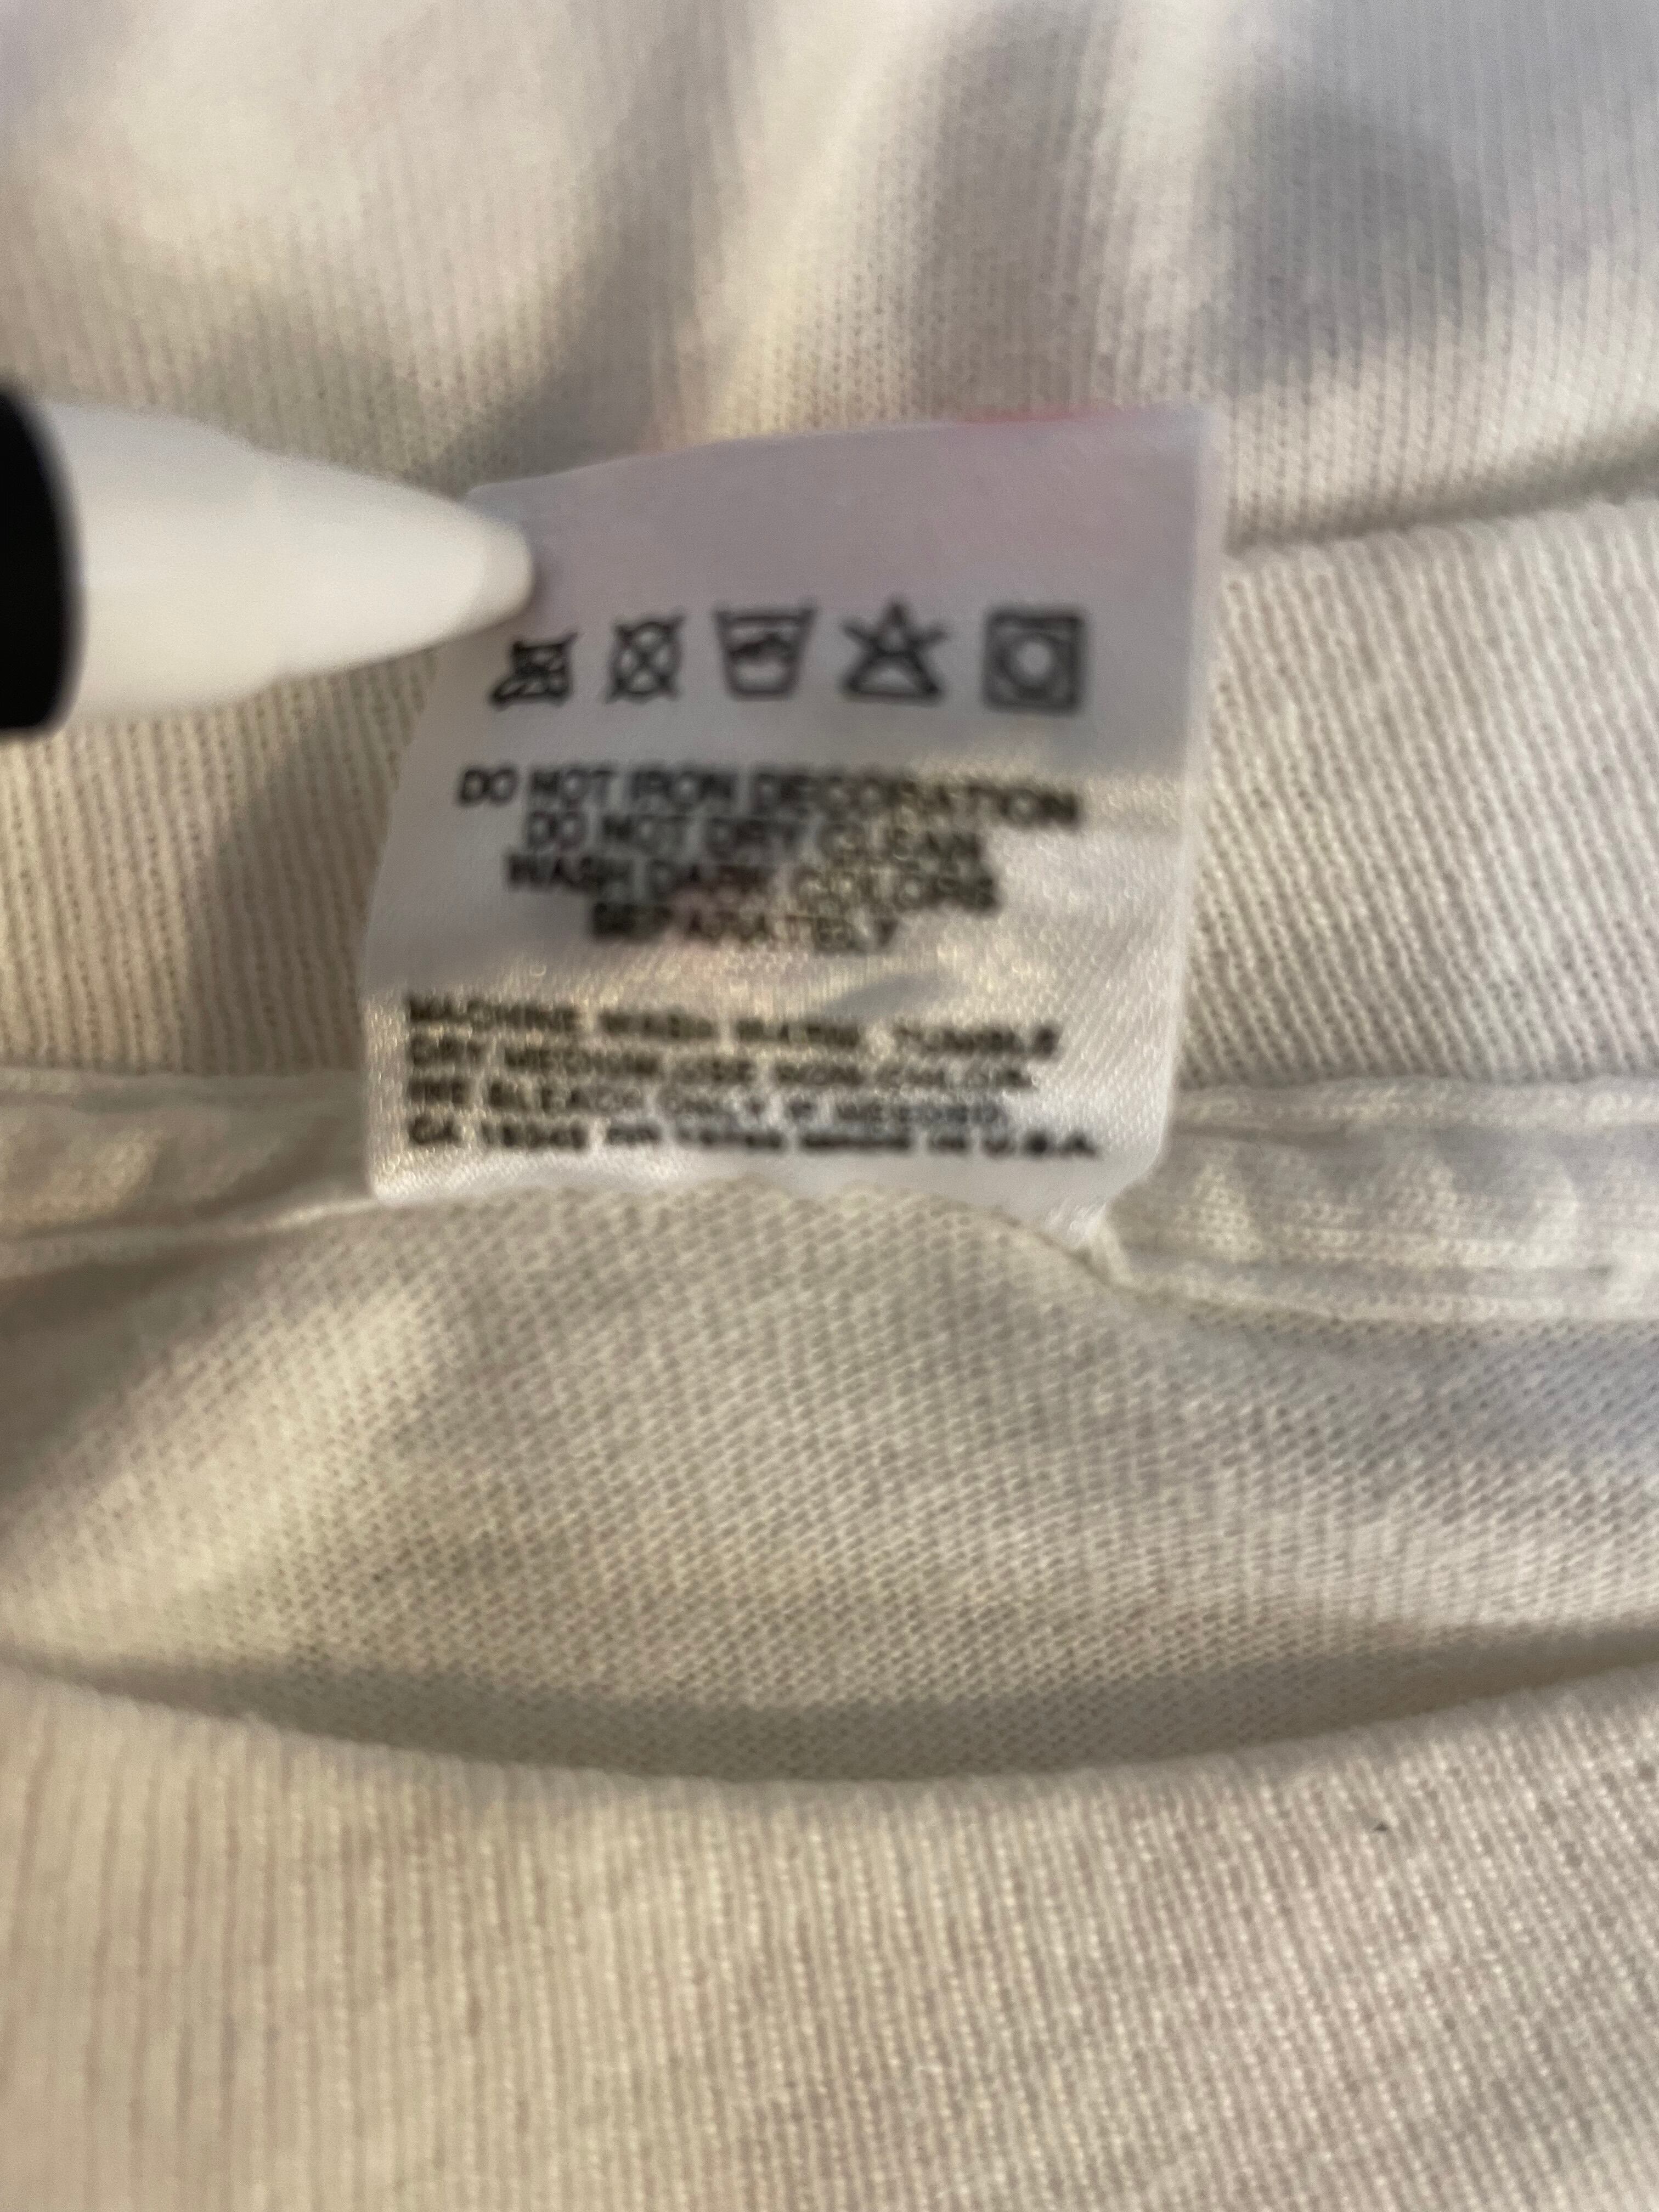 DO NOT IRON DECORATION
DO NOT DRY CLEAN
WASH DARK COLORS
SEPARATELY
MACHINE WASH WARM, TUMBLE
DRY MEDIUM. USE NON-CHLOR-
INE BLEACH ONLY IF NEEDED.
CA MADE IN U.S.A.